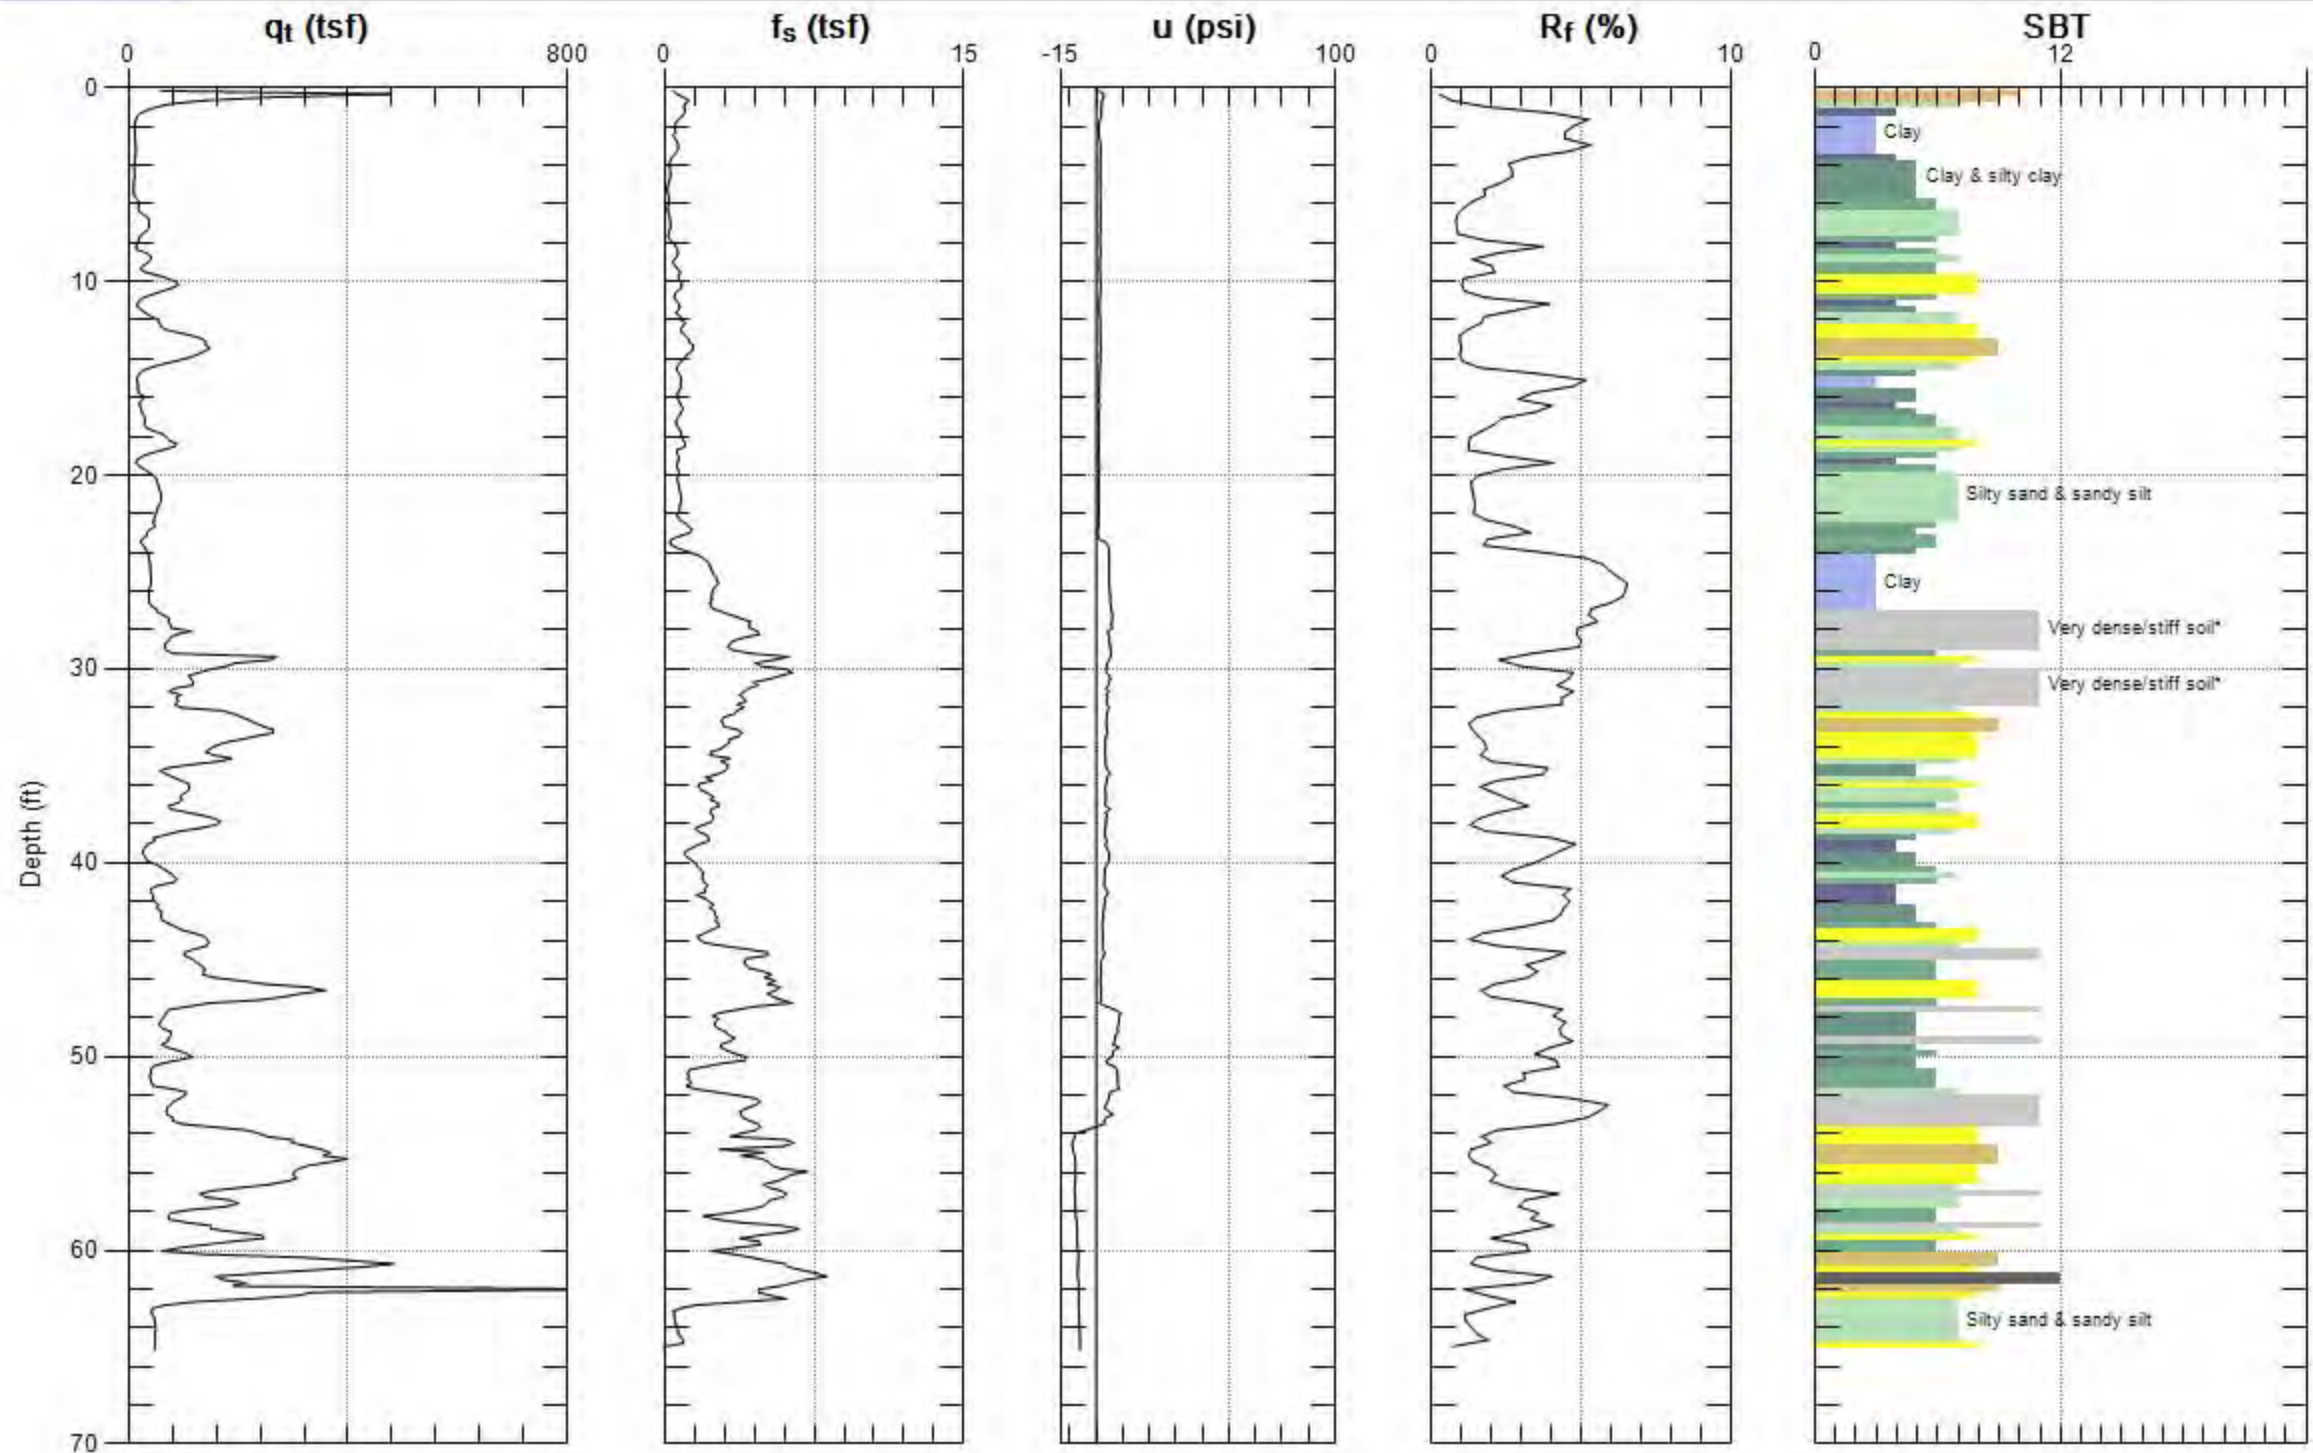 qt (tsf)
fs (tsf)
u (psi)
Rf (%)
SBT
0
800
0
15
-15
100
0
10
0
12
0
Clay
Clay & silty clay
10
20
Silty sand & sandy silt
Clay
Very dense/stiff soil*
30
Very dense/stiff soil*
Depth (ft)
40
50
60
Silty sand & sandy silt
70